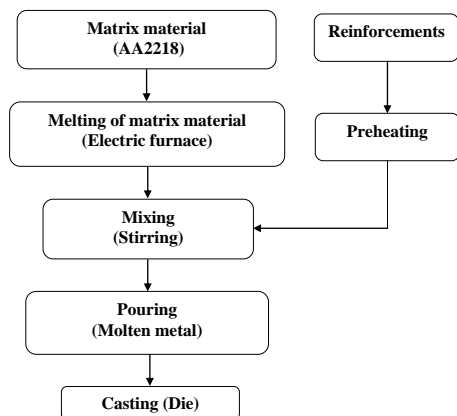 Matrix material
(AA2218)
Reinforcements
Melting of matrix material
(Electric furnace)
Preheating
Mixing
(Stirring)
Pouring
(Molten metal)
Casting (Die)